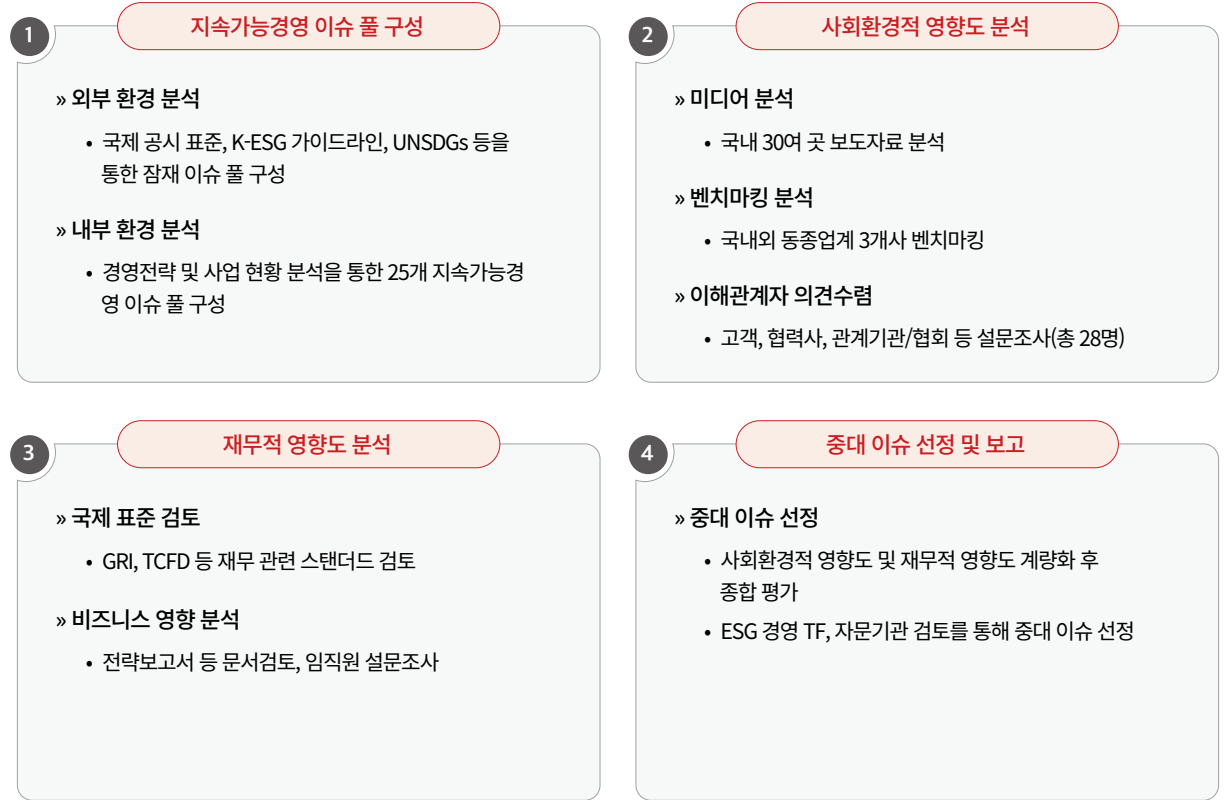 1
지속가능경영 이슈 풀 구성
» 외부 환경 분석
• 국제 공시 표준, K-ESG 가이드라인, UNSDGs 등을
통한 잠재 이슈 풀 구성
» 내부 환경 분석
• 경영전략 및 사업 현황 분석을 통한 25개 지속가능경
영 이슈 풀 구성
2
사회환경적 영향도 분석
» 미디어 분석
• 국내 30여 곳 보도자료 분석
» 벤치마킹 분석
• 국내외 동종업계 3개사 벤치마킹
» 이해관계자 의견수렴
• 고객, 협력사, 관계기관/협회 등 설문조사(총 28명)
3
재무적 영향도 분석
» 국제 표준 검토
• GRI, TCFD 등 재무 관련 스탠더드 검토
» 비즈니스 영향 분석
• 전략보고서 등 문서검토, 임직원 설문조사
4
중대 이슈 선정 및 보고
» 중대 이슈 선정
• 사회환경적 영향도 및 재무적 영향도 계량화 후
종합 평가
• ESG 경영 TF, 자문기관 검토를 통해 중대 이슈 선정